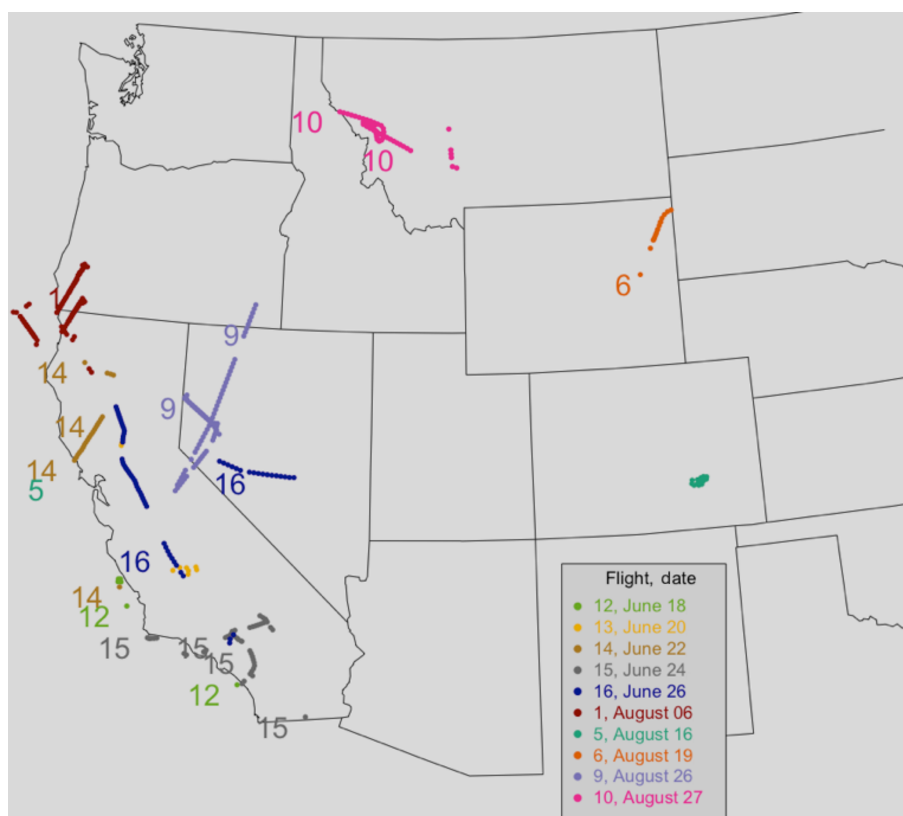 10
10
6
1
9
14
9
14
14
5
16
16
14
12
15
15
15
12
15
Flight, date
12, June 18
13, June 20
14, June 22
15, June 24
16, June 26
1, August 06
5, August 16
6, August 19
9, August 26
10, August 27